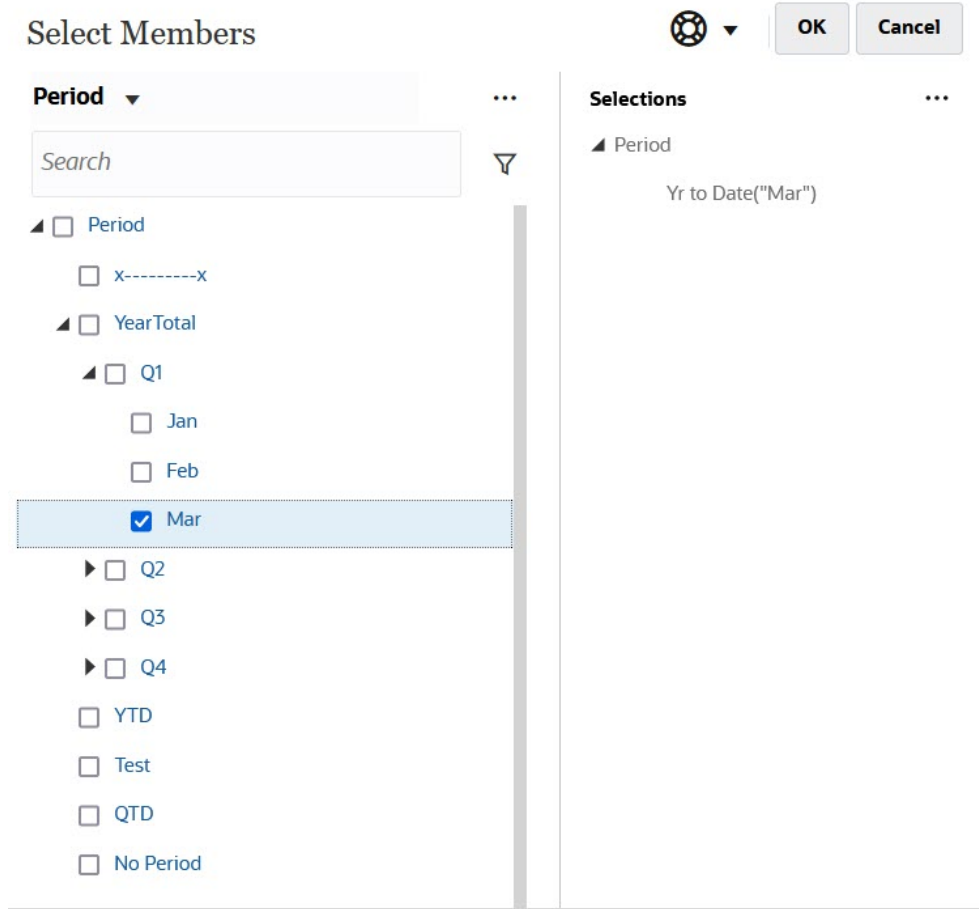 Select Members
OK
Cancel
Period
Search
Period
x---------x
YearTotal
Q1
Jan
Feb
Mar
Q2
Q3
Q4
YTD
Test
QTD
No Period
Selections
Period
Yr to Date("Mar")